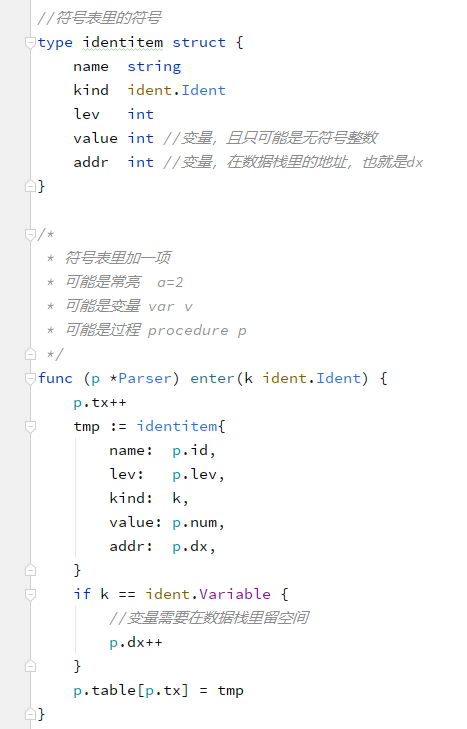 //符号表里的符号
type identitem struct {
    name  string
    kind  ident.Ident
    lev   int
    value int //变量，且只可能是无符号整数
    addr  int //变量，在数据栈里的地址，也就是dx
}
/*
 * 符号表里加一项
 * 可能是常亮  a=2
 * 可能是变量 var v
 * 可能是过程 procedure p
 */
func (p *Parser) enter(k ident.Ident) {
    p.tx++
    tmp := identitem{
        name:  p.id,
        lev:   p.lev,
        kind:  k,
        value: p.num,
        addr:  p.dx,
    }
    if k == ident.Variable {
        //变量需要在数据栈里留空间
        p.dx++
    }
    p.table[p.tx] = tmp
}